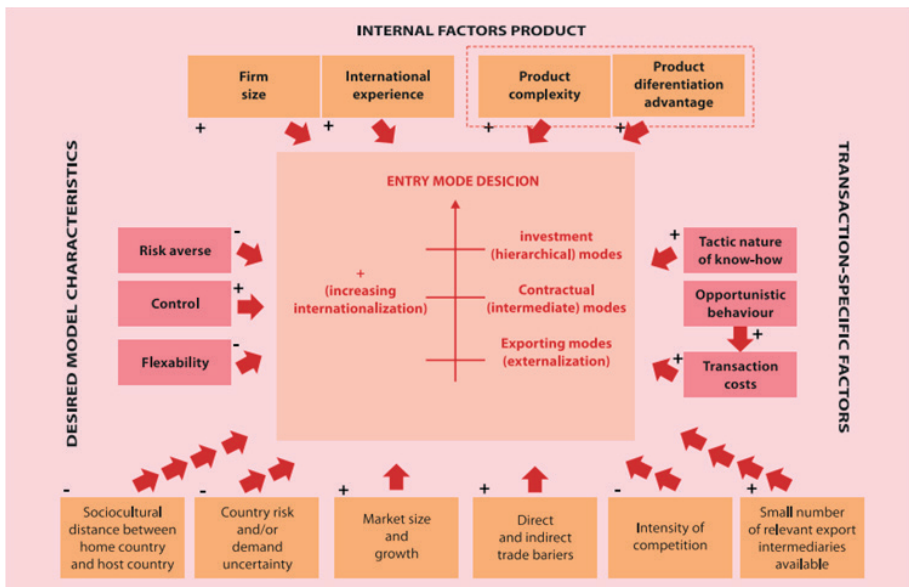 INTERNAL FACTORS PRODUCT
Firm
size
International
experience
Product
complexity
Product
diferentiation
advantage
+
+
+
+
DESIRED MODEL CHARACTERISTICS
TRANSACTION-SPECIFIC FACTORS
ENTRY MODE DESICION
+
(increasing
internationalization)
investment
(hierarchical) modes
Contractual
(intermediate) modes
Exporting modes
(externalization)
-
Risk averse
+
Control
-
Flexability
+
Tactic nature
of know-how
Opportunistic
behaviour
+
+
Transaction
costs
-
Sociocultural
distance between
home country
and host country
-
Country risk
and/or
demand
uncertainty
+
Market size
and
growth
+
Direct
and indirect
trade bariers
-
Intensity of
competition
+
Small number
of relevant export
intermediaries
available